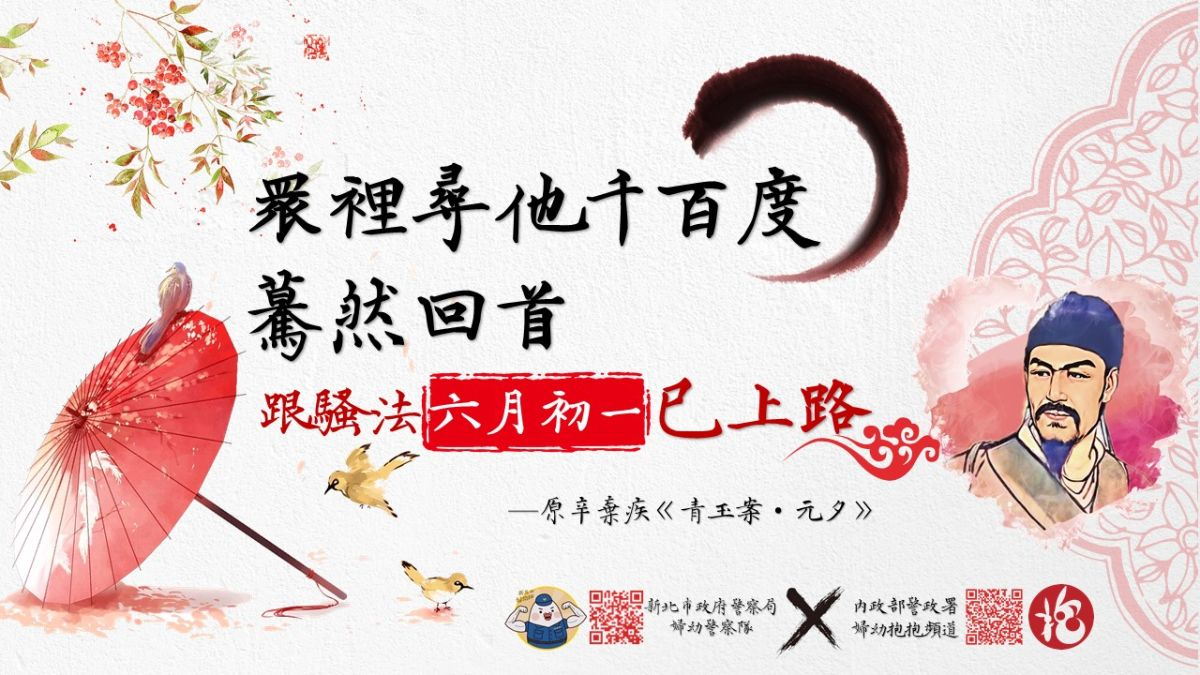 眾裡尋他千百度
驀然回首
跟騷法六月初一已上路
—原辛棄疾《青玉案·元夕》
新北市政府警察局
婦幼警察隊
內政部警政署
婦幼抱抱頻道
抱